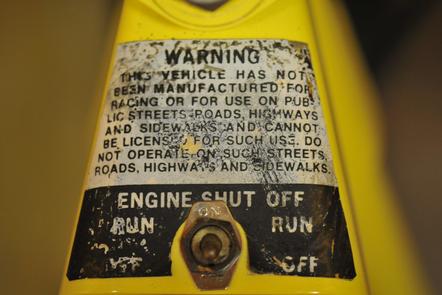 WARNING
THIS VEHICLE HAS NOT
BEEN MANUFACTURED FOR
RACING OR FOR USE ON PUB-
LIC STREETS, ROADS, HIGHWAYS
AND SIDEWALKS AND CANNOT
BE LICENSED FOR SUCH USE. DO
NOT OPERATE ON SUCH STREETS,
ROADS, HIGHWAYS AND SIDEWALKS.
ENGINE SHUT OFF
ON
RUN RUN
OFF OFF